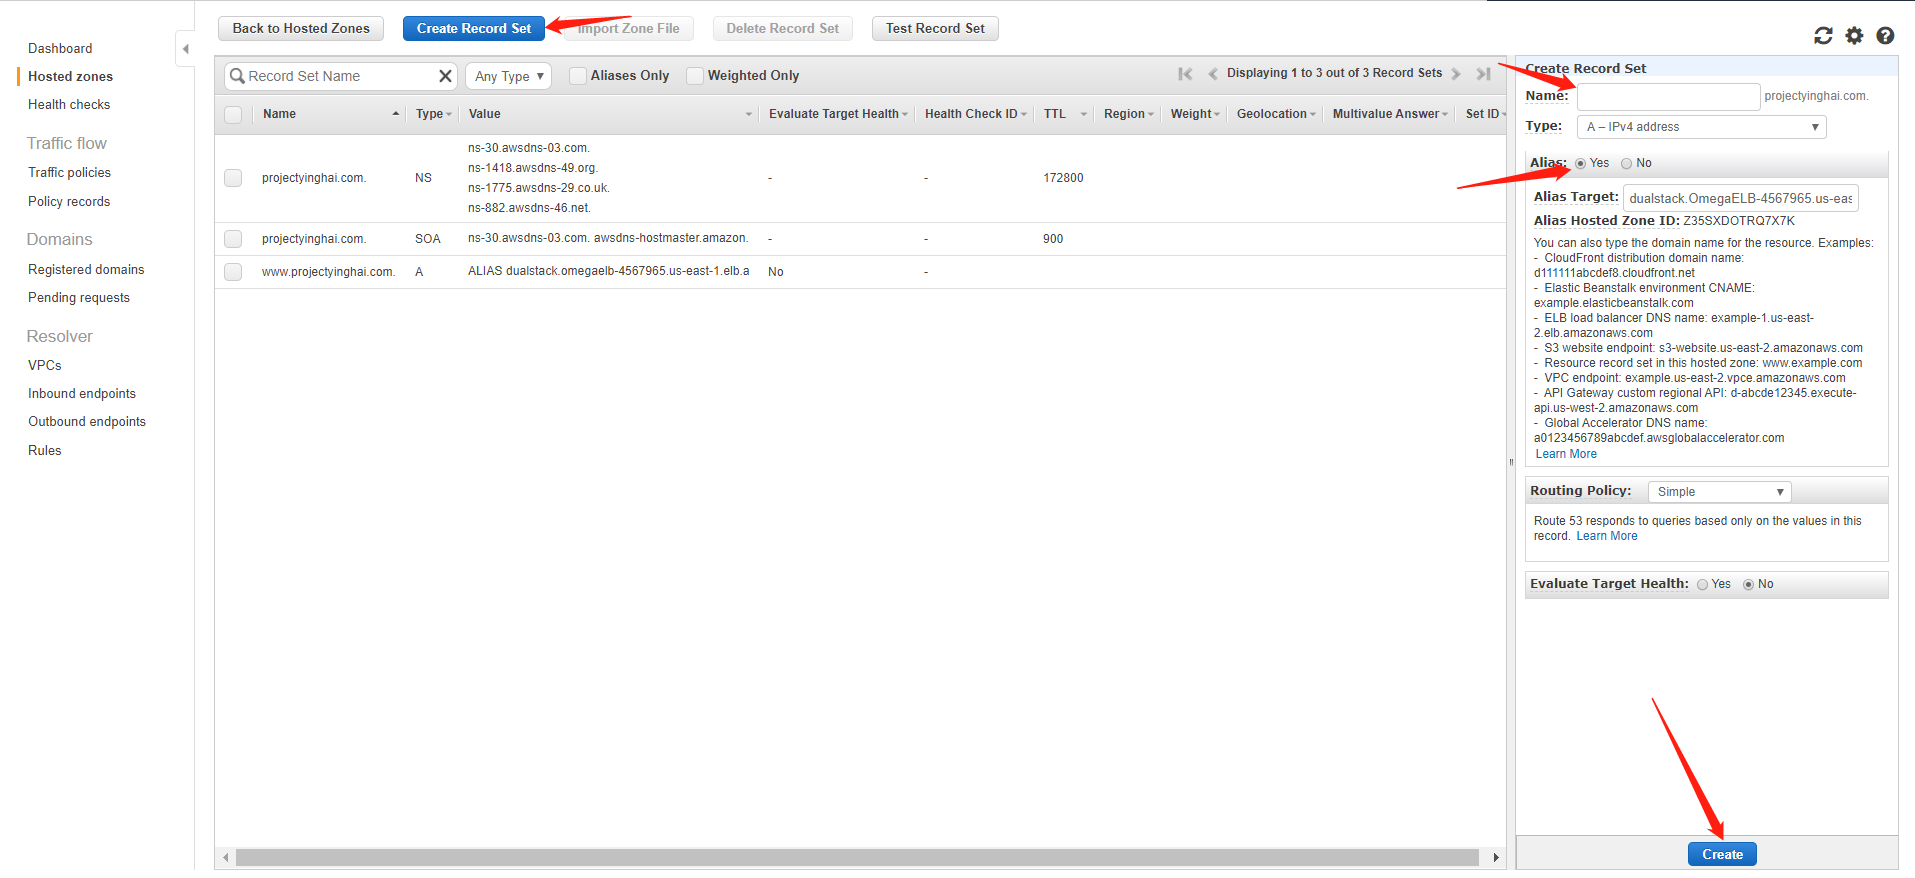 Dashboard
Hosted zones
Health checks
Traffic flow
Traffic policies
Policy records
Domains
Registered domains
Pending requests
Resolver
VPCs
Inbound endpoints
Outbound endpoints
Rules
Back to Hosted Zones
Create Record Set
Import Zone File
Delete Record Set
Test Record Set
Record Set Name
Any Type
Aliases Only
Weighted Only
Displaying 1 to 3 out of 3 Record Sets
Name Type Value Evaluate Target Health Health Check ID TTL Region Weight Geolocation Multivalue Answer Set ID
ns-30.awsdns-03.com.
ns-1418.awsdns-49.org.
projectyinghai.com. NS - - 172800
ns-1775.awsdns-29.co.uk.
ns-882.awsdns-46.net.
projectyinghai.com. SOA ns-30.awsdns-03.com. awsdns-hostmaster.amazon. - - 900
www.projectyinghai.com. A ALIAS dualstack.omegaelb-4567965.us-east-1.elb.a No -
Create Record Set
Name: projectyinghai.com.
Type: A – IPv4 address
Alias: Yes No
Alias Target: dualstack.OmegaELB-4567965.us-eas
Alias Hosted Zone ID: Z35SXDOTRQ7X7K
You can also type the domain name for the resource. Examples:
- CloudFront distribution domain name:
d111111abcdef8.cloudfront.net
- Elastic Beanstalk environment CNAME:
example.elasticbeanstalk.com
- ELB load balancer DNS name: example-1.us-east-
2.elb.amazonaws.com
- S3 website endpoint: s3-website.us-east-2.amazonaws.com
- Resource record set in this hosted zone: www.example.com
- VPC endpoint: example.us-east-2.vpce.amazonaws.com
- API Gateway custom regional API: d-abcde12345.execute-
api.us-west-2.amazonaws.com
- Global Accelerator DNS name:
a0123456789abcdef.awsglobalaccelerator.com
Learn More
Routing Policy: Simple
Route 53 responds to queries based only on the values in this
record. Learn More
Evaluate Target Health: Yes No
Create